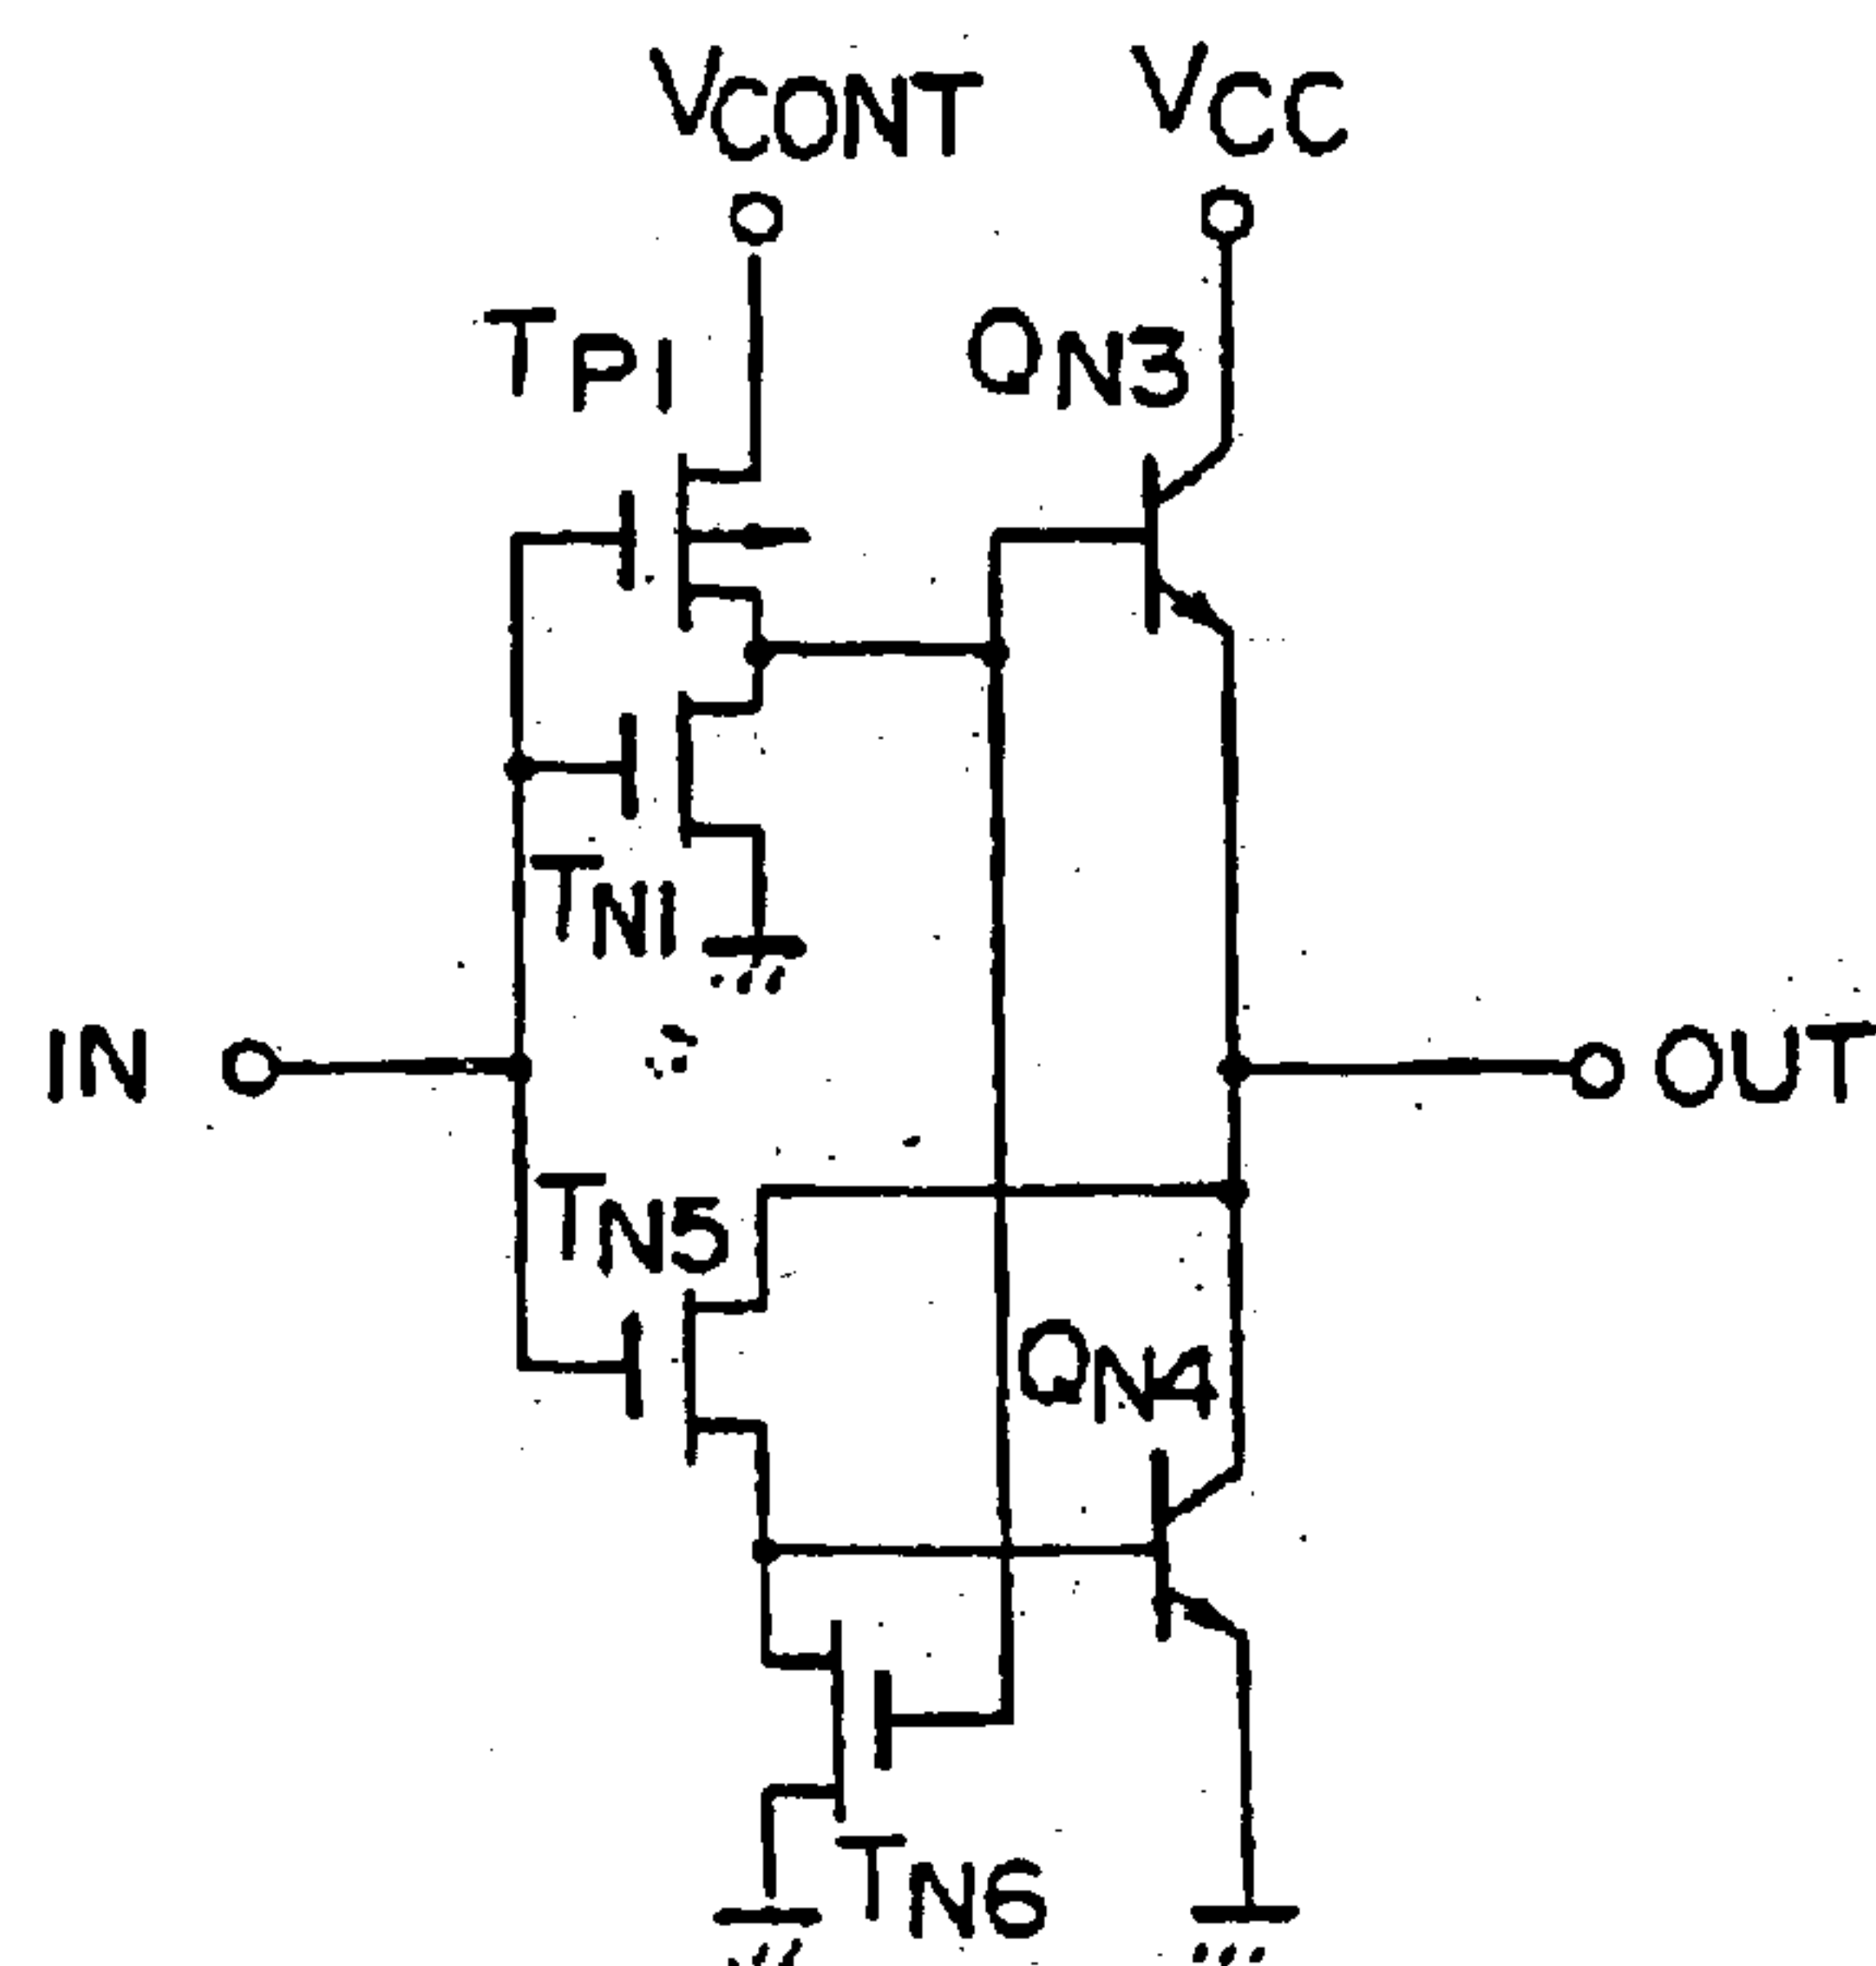 VCONT VCC
TP1 QN3
TN1
IN OUT
TN5
QN4
TN6